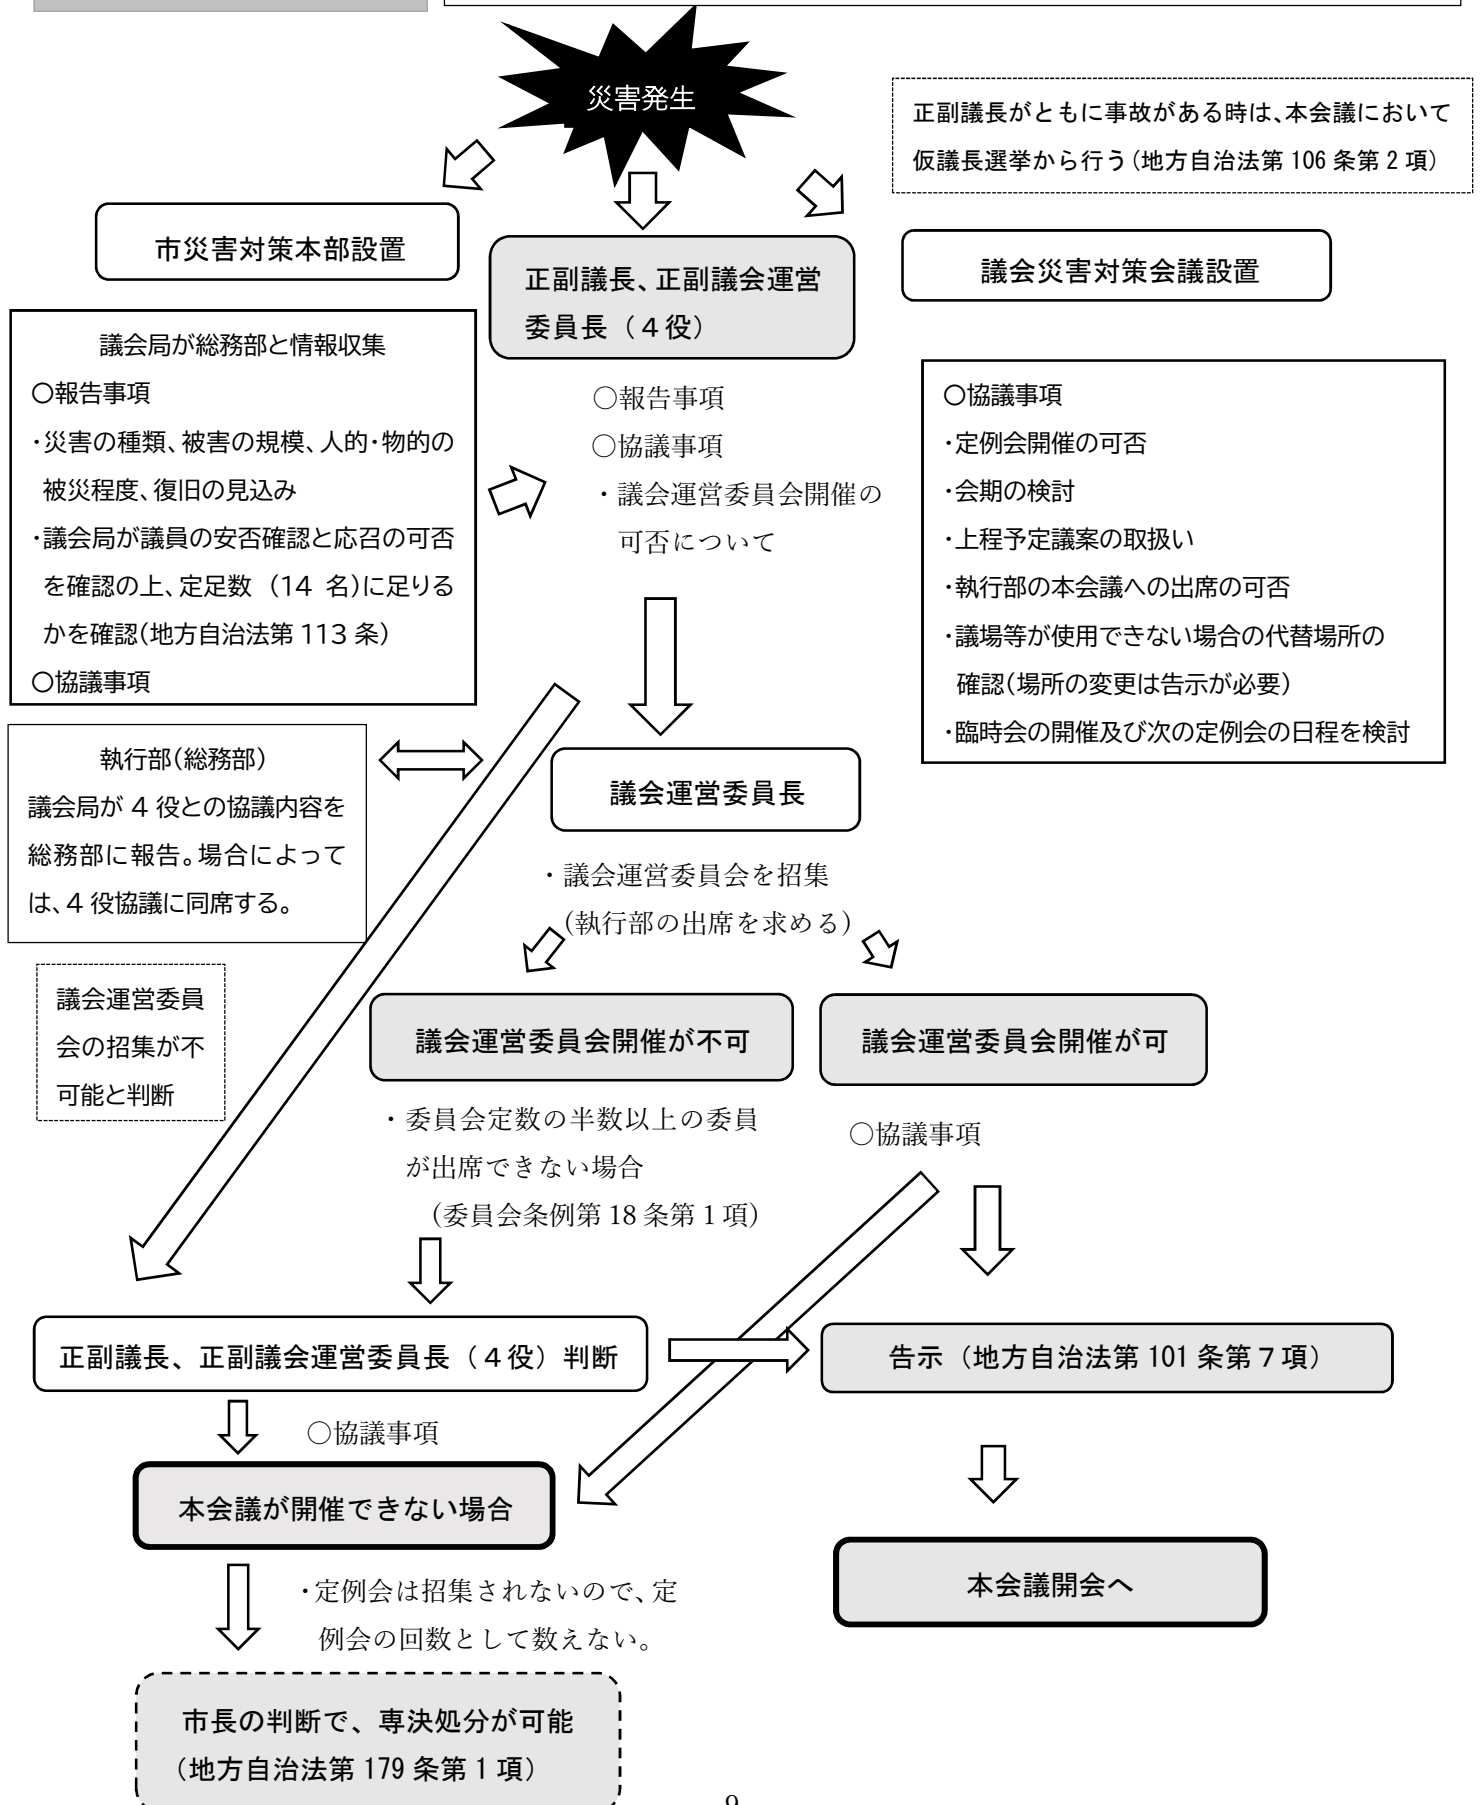 災害発生
正副議長がともに事故がある時は、本会議において
仮議長選挙から行う（地方自治法第 106 条第 2 項）
市災害対策本部設置
正副議長、正副議会運営
委員長（４役）
議会災害対策会議設置
議会局が総務部と情報収集
〇報告事項
・災害の種類、被害の規模、人的・物的の
被災程度、復旧の見込み
・議会局が議員の安否確認と応召の可否
を確認の上、定足数（14 名）に足りる
かを確認（地方自治法第 113 条）
〇協議事項
〇報告事項
〇協議事項
・議会運営委員会開催の
可否について
〇協議事項
・定例会開催の可否
・会期の検討
・上程予定議案の取扱い
・執行部の本会議への出席の可否
・議場等が使用できない場合の代替場所の
確認（場所の変更は告示が必要）
・臨時会の開催及び次の定例会の日程を検討
執行部（総務部）
議会局が 4 役との協議内容を
総務部に報告。場合によって
は、4 役協議に同席する。
議会運営委員長
・議会運営委員会を招集
（執行部の出席を求める）
議会運営委員
会の招集が不
可能と判断
議会運営委員会開催が不可
議会運営委員会開催が可
・委員会定数の半数以上の委員
が出席できない場合
（委員会条例第 18 条第 1 項）
〇協議事項
正副議長、正副議会運営委員長（４役）判断
告示（地方自治法第 101 条第７項）
〇協議事項
本会議が開催できない場合
本会議開会へ
・定例会は招集されないので、定
例会の回数として数えない。
市長の判断で、専決処分が可能
（地方自治法第 179 条第 1 項）
9